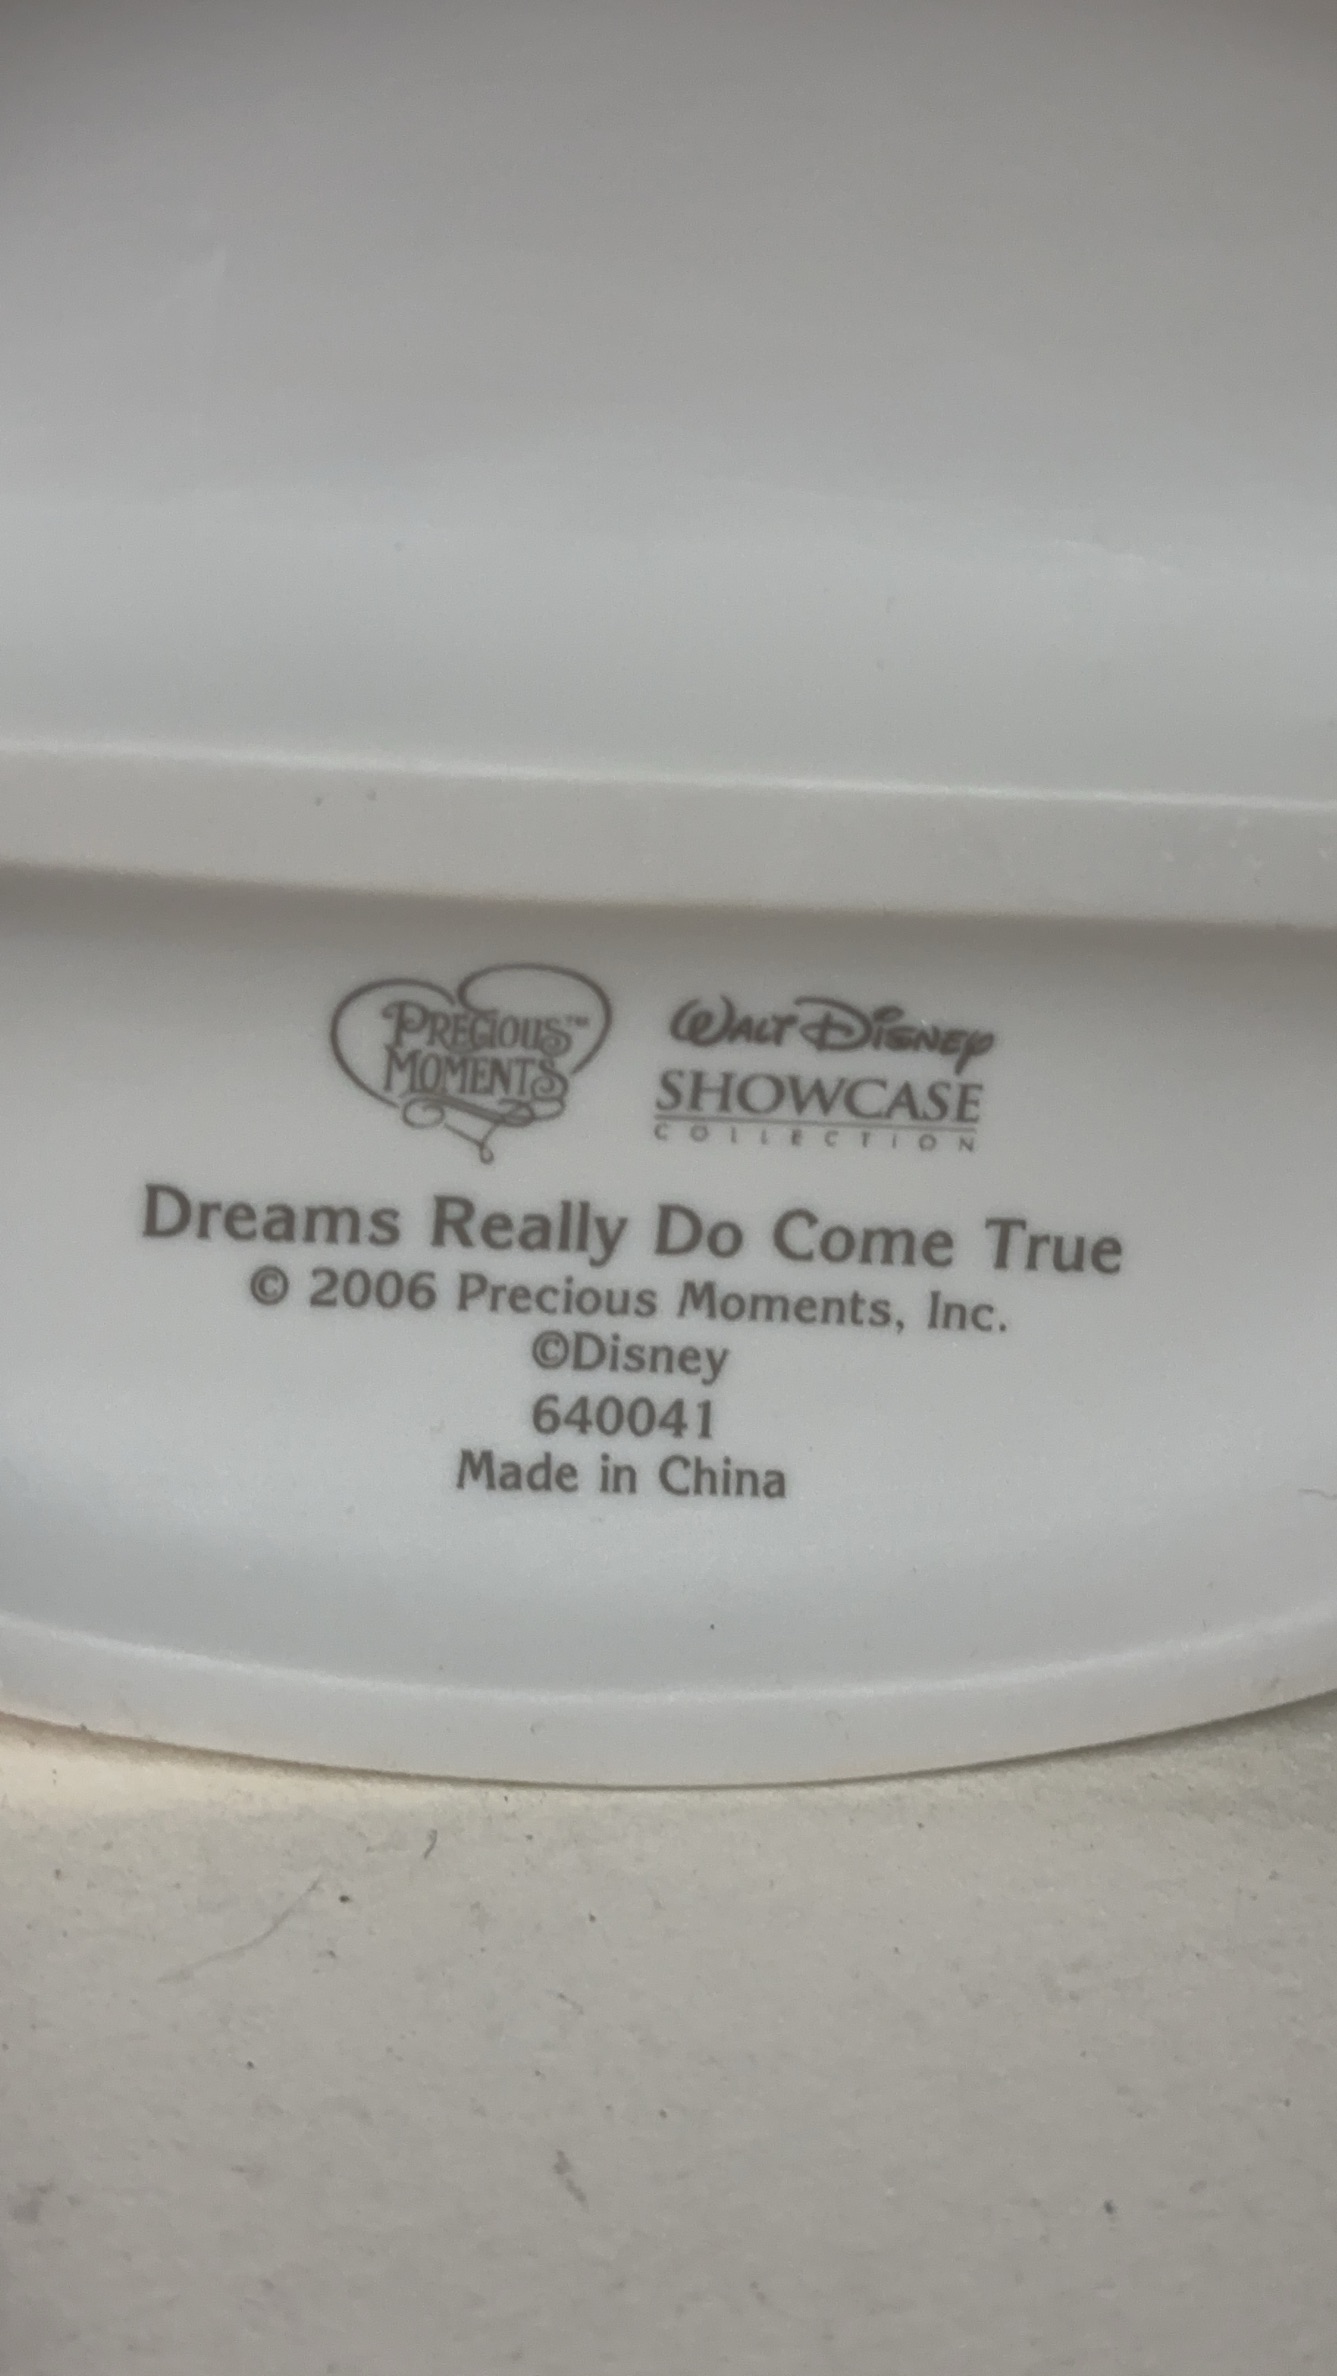 PRECIOUS™
MOMENTS
WALT DISNEY
SHOWCASE
COLLECTION
Dreams Really Do Come True
© 2006 Precious Moments, Inc.
©Disney
640041
Made in China